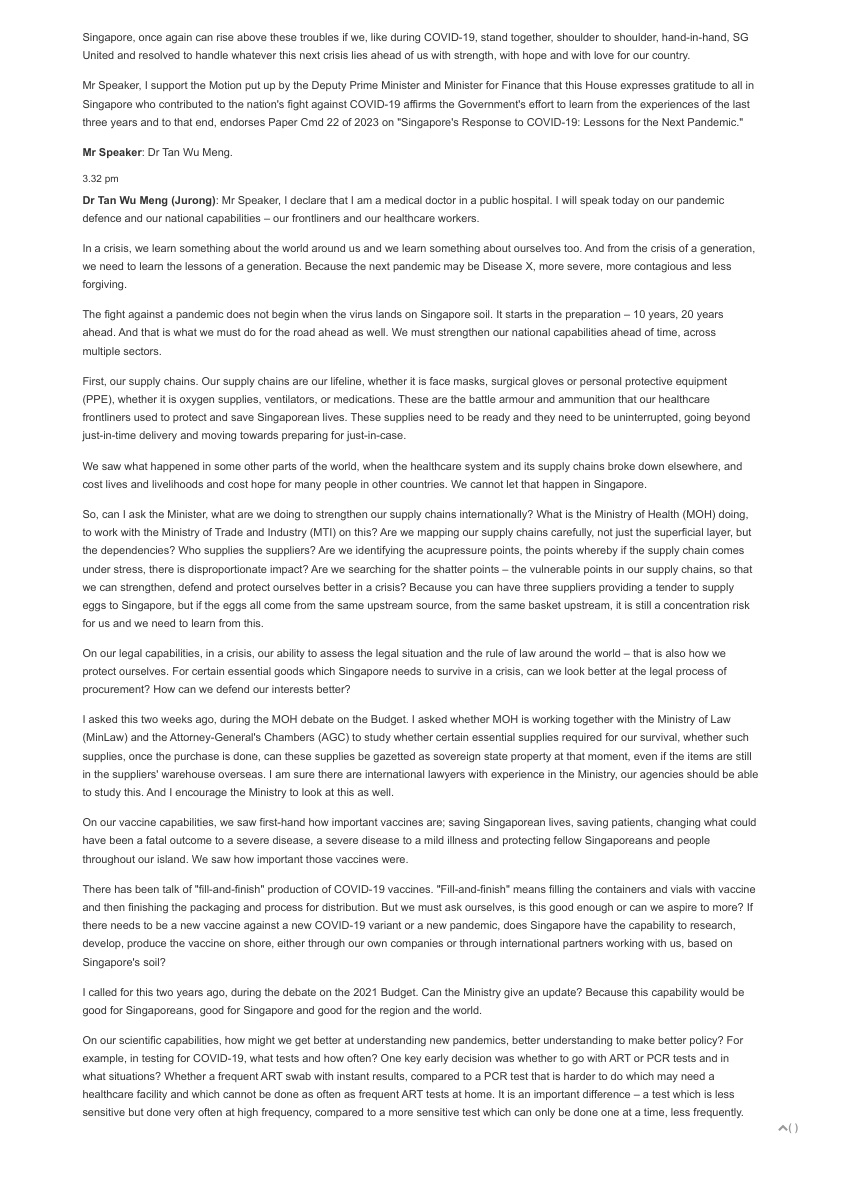 Singapore, once again can rise above these troubles if we, like during COVID-19, stand together, shoulder to shoulder, hand-in-hand, SG
United and resolved to handle whatever this next crisis lies ahead of us with strength, with hope and with love for our country.
Mr Speaker, I support the Motion put up by the Deputy Prime Minister and Minister for Finance that this House expresses gratitude to all in
Singapore who contributed to the nation's fight against COVID-19 affirms the Government's effort to learn from the experiences of the last
three years and to that end, endorses Paper Cmd 22 of 2023 on "Singapore's Response to COVID-19: Lessons for the Next Pandemic."
Mr Speaker: Dr Tan Wu Meng.
3.32 pm
Dr Tan Wu Meng (Jurong): Mr Speaker, I declare that I am a medical doctor in a public hospital. I will speak today on our pandemic
defence and our national capabilities – our frontliners and our healthcare workers.
In a crisis, we learn something about the world around us and we learn something about ourselves too. And from the crisis of a generation,
we need to learn the lessons of a generation. Because the next pandemic may be Disease X, more severe, more contagious and less
forgiving.
The fight against a pandemic does not begin when the virus lands on Singapore soil. It starts in the preparation – 10 years, 20 years
ahead. And that is what we must do for the road ahead as well. We must strengthen our national capabilities ahead of time, across
multiple sectors.
First, our supply chains. Our supply chains are our lifeline, whether it is face masks, surgical gloves or personal protective equipment
(PPE), whether it is oxygen supplies, ventilators, or medications. These are the battle armour and ammunition that our healthcare
frontliners used to protect and save Singaporean lives. These supplies need to be ready and they need to be uninterrupted, going beyond
just-in-time delivery and moving towards preparing for just-in-case.
We saw what happened in some other parts of the world, when the healthcare system and its supply chains broke down elsewhere, and
cost lives and livelihoods and cost hope for many people in other countries. We cannot let that happen in Singapore.
So, can I ask the Minister, what are we doing to strengthen our supply chains internationally? What is the Ministry of Health (MOH) doing,
to work with the Ministry of Trade and Industry (MTI) on this? Are we mapping our supply chains carefully, not just the superficial layer, but
the dependencies? Who supplies the suppliers? Are we identifying the acupressure points, the points whereby if the supply chain comes
under stress, there is disproportionate impact? Are we searching for the shatter points – the vulnerable points in our supply chains, so that
we can strengthen, defend and protect ourselves better in a crisis? Because you can have three suppliers providing a tender to supply
eggs to Singapore, but if the eggs all come from the same upstream source, from the same basket upstream, it is still a concentration risk
for us and we need to learn from this.
On our legal capabilities, in a crisis, our ability to assess the legal situation and the rule of law around the world – that is also how we
protect ourselves. For certain essential goods which Singapore needs to survive in a crisis, can we look better at the legal process of
procurement? How can we defend our interests better?
I asked this two weeks ago, during the MOH debate on the Budget. I asked whether MOH is working together with the Ministry of Law
(MinLaw) and the Attorney-General's Chambers (AGC) to study whether certain essential supplies required for our survival, whether such
supplies, once the purchase is done, can these supplies be gazetted as sovereign state property at that moment, even if the items are still
in the suppliers' warehouse overseas. I am sure there are international lawyers with experience in the Ministry, our agencies should be able
to study this. And I encourage the Ministry to look at this as well.
On our vaccine capabilities, we saw first-hand how important vaccines are; saving Singaporean lives, saving patients, changing what could
have been a fatal outcome to a severe disease, a severe disease to a mild illness and protecting fellow Singaporeans and people
throughout our island. We saw how important those vaccines were.
There has been talk of "fill-and-finish" production of COVID-19 vaccines. "Fill-and-finish" means filling the containers and vials with vaccine
and then finishing the packaging and process for distribution. But we must ask ourselves, is this good enough or can we aspire to more? If
there needs to be a new vaccine against a new COVID-19 variant or a new pandemic, does Singapore have the capability to research,
develop, produce the vaccine on shore, either through our own companies or through international partners working with us, based on
Singapore's soil?
I called for this two years ago, during the debate on the 2021 Budget. Can the Ministry give an update? Because this capability would be
good for Singaporeans, good for Singapore and good for the region and the world.
On our scientific capabilities, how might we get better at understanding new pandemics, better understanding to make better policy? For
example, in testing for COVID-19, what tests and how often? One key early decision was whether to go with ART or PCR tests and in
what situations? Whether a frequent ART swab with instant results, compared to a PCR test that is harder to do which may need a
healthcare facility and which cannot be done as often as frequent ART tests at home. It is an important difference – a test which is less
sensitive but done very often at high frequency, compared to a more sensitive test which can only be done one at a time, less frequently.
( )